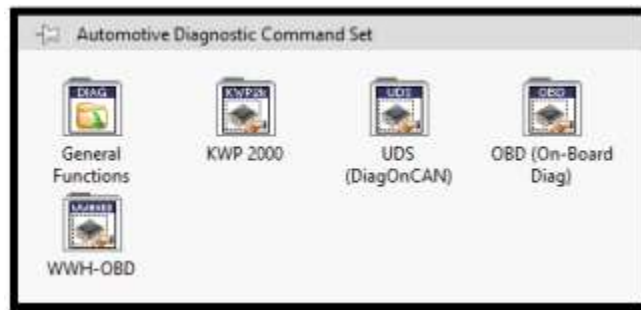 Automotive Diagnostic Command Set
DIAG
KWP2k
UDS
OBD
General
Functions
KWP 2000
UDS
(DiagOnCAN)
OBD (On-Board
Diag)
WWH-OBD